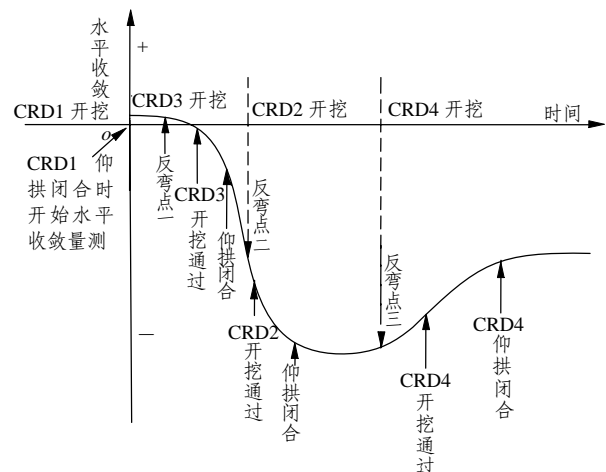 水平收敛
+
CRD1 开挖
CRD3 开挖
CRD2 开挖
CRD4 开挖
时间
o
CRD1 仰
拱闭合时
开始水平
收敛量测
反弯点一
CRD3
开挖通过
仰拱闭合
反弯点二
CRD2
开挖通过
仰拱闭合
反弯点三
CRD4
开挖通过
CRD4
仰拱闭合
—